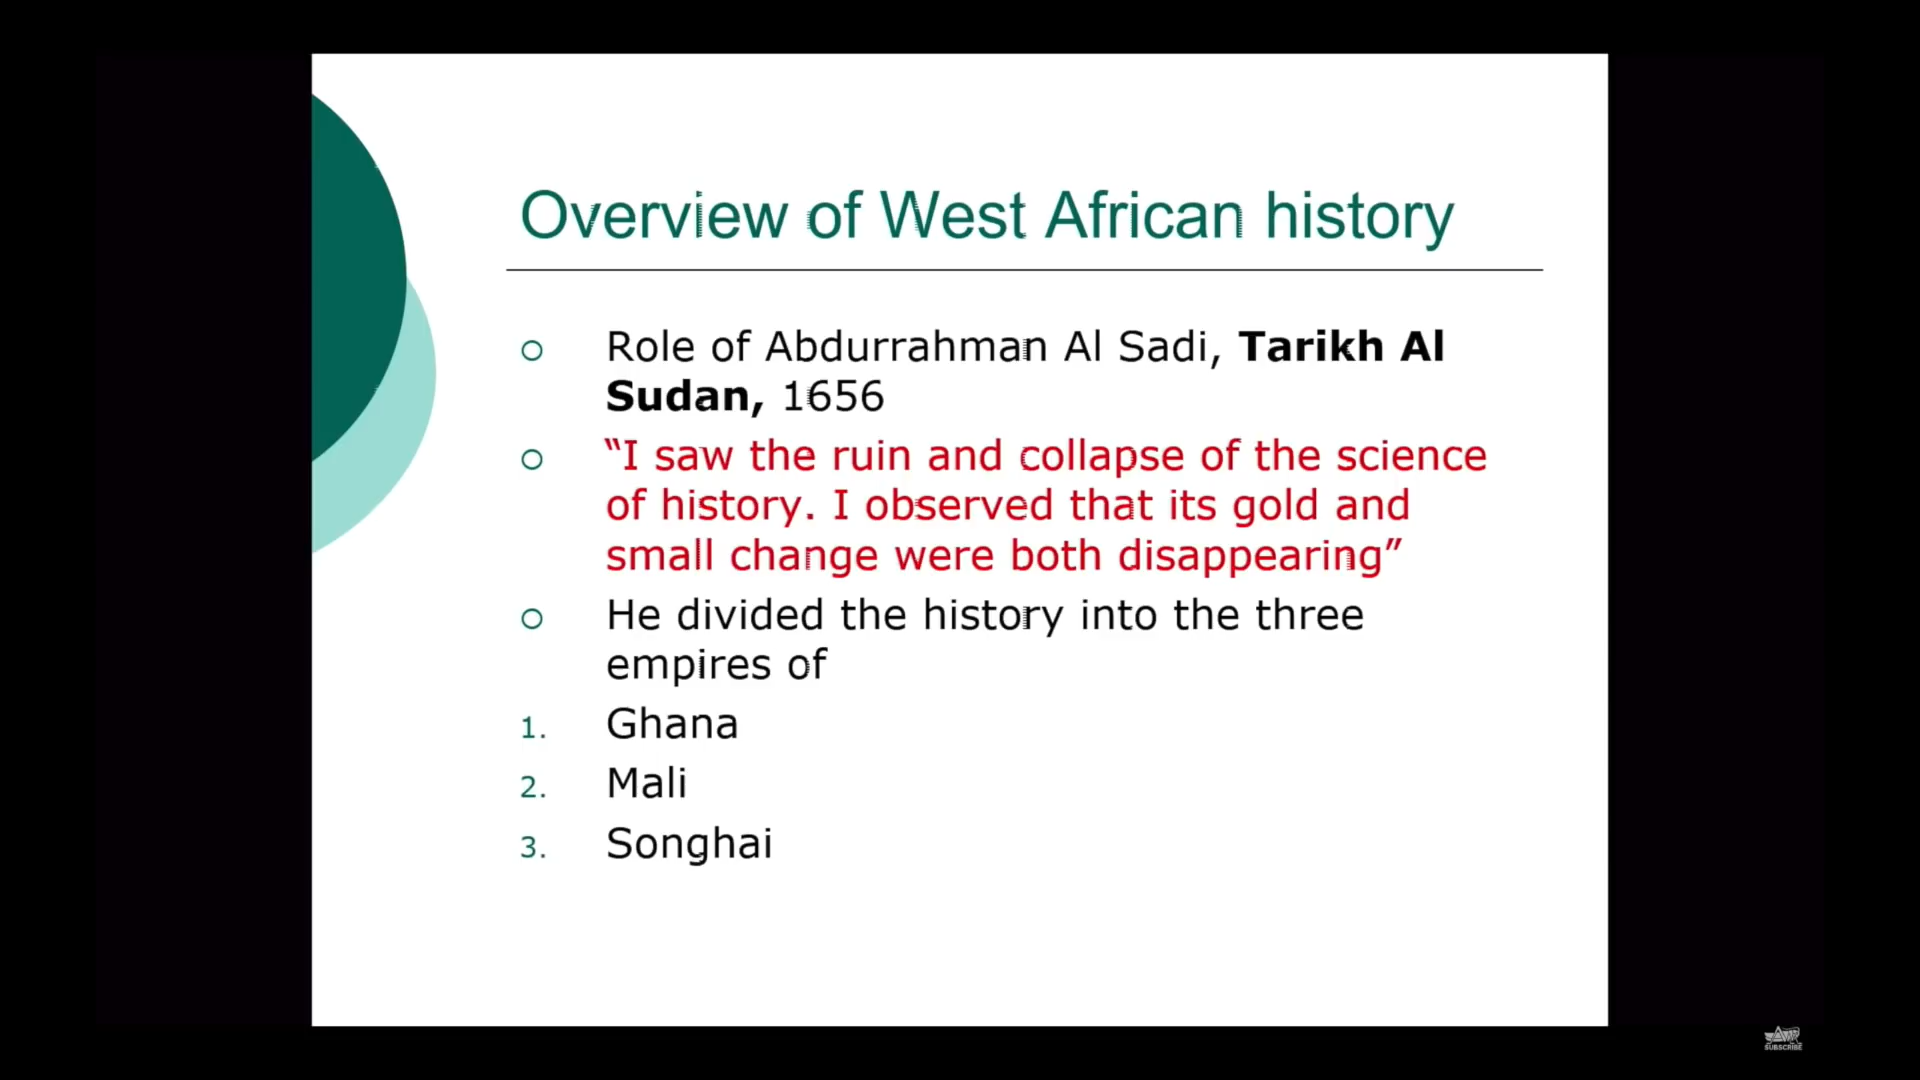 Overview of West African history
Role of Abdurrahman Al Sadi, Tarikh Al
Sudan, 1656
“I saw the ruin and collapse of the science
of history. I observed that its gold and
small change were both disappearing”
He divided the history into the three
empires of
1. Ghana
2. Mali
3. Songhai
SUBSCRIBE